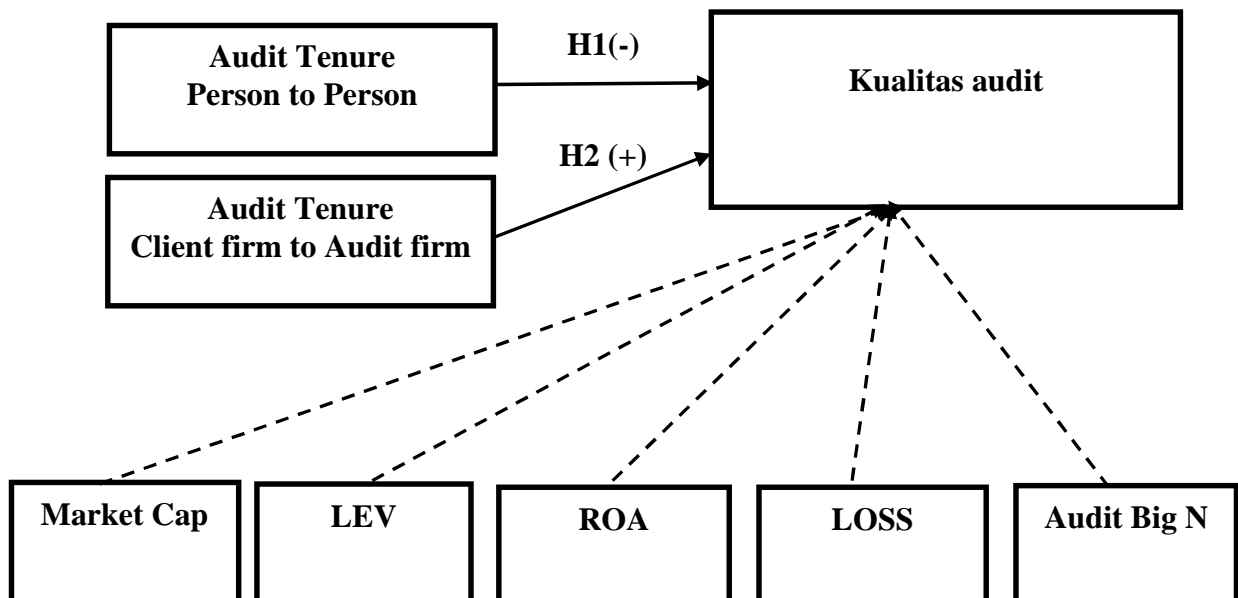 Audit Tenure
Person to Person
H1(-)
Kualitas audit
H2 (+)
Audit Tenure
Client firm to Audit firm
Market Cap
LEV
ROA
LOSS
Audit Big N